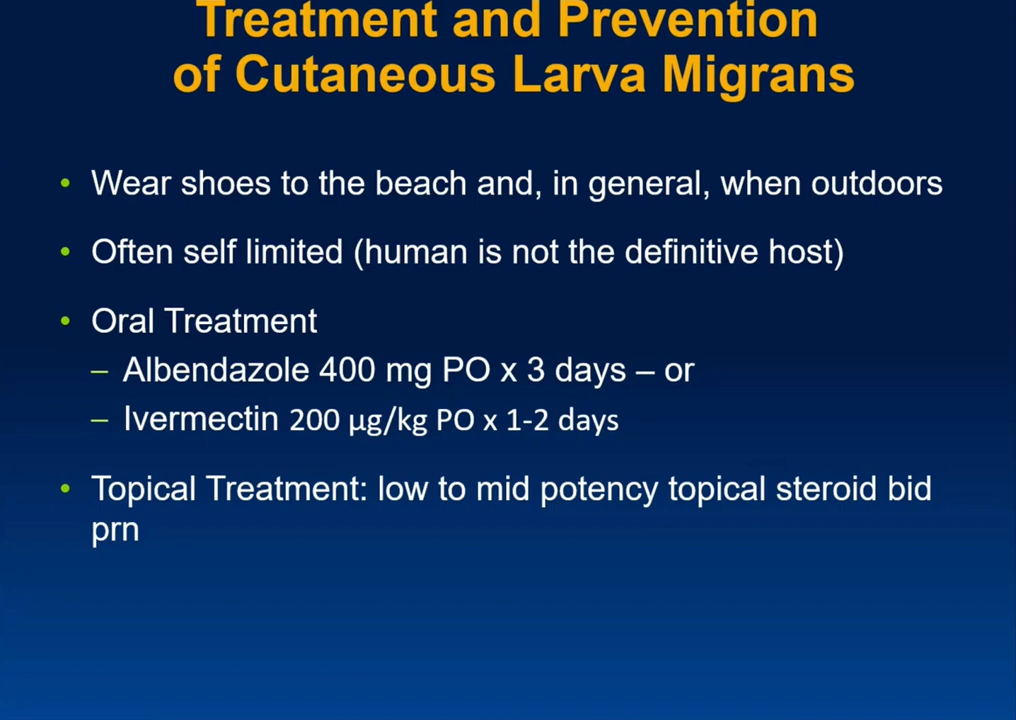 Treatment and Prevention
of Cutaneous Larva Migrans
• Wear shoes to the beach and, in general, when outdoors
• Often self limited (human is not the definitive host)
• Oral Treatment
– Albendazole 400 mg PO x 3 days – or
– Ivermectin 200 µg/kg PO x 1-2 days
• Topical Treatment: low to mid potency topical steroid bid
prn